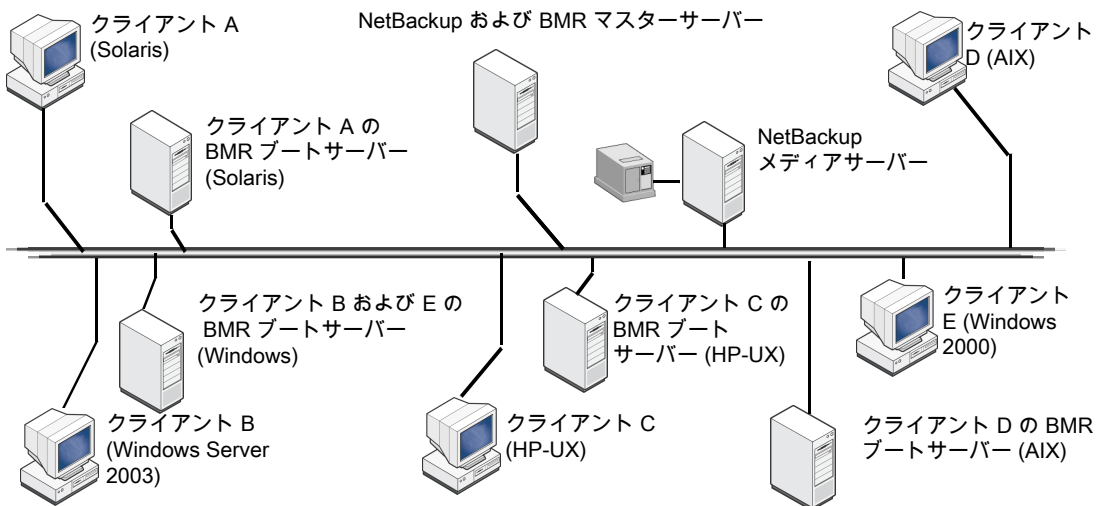 クライアント A
(Solaris)
NetBackup および BMR マスターサーバー
クライアント
D (AIX)
クライアント A の
BMR ブートサーバー
(Solaris)
NetBackup
メディアサーバー
クライアント B および E の
BMR ブートサーバー
(Windows)
クライアント C の
BMR ブート
サーバー (HP-UX)
クライアント
E (Windows
2000)
クライアント B
(Windows Server
2003)
クライアント C
(HP-UX)
クライアント D の BMR
ブートサーバー (AIX)